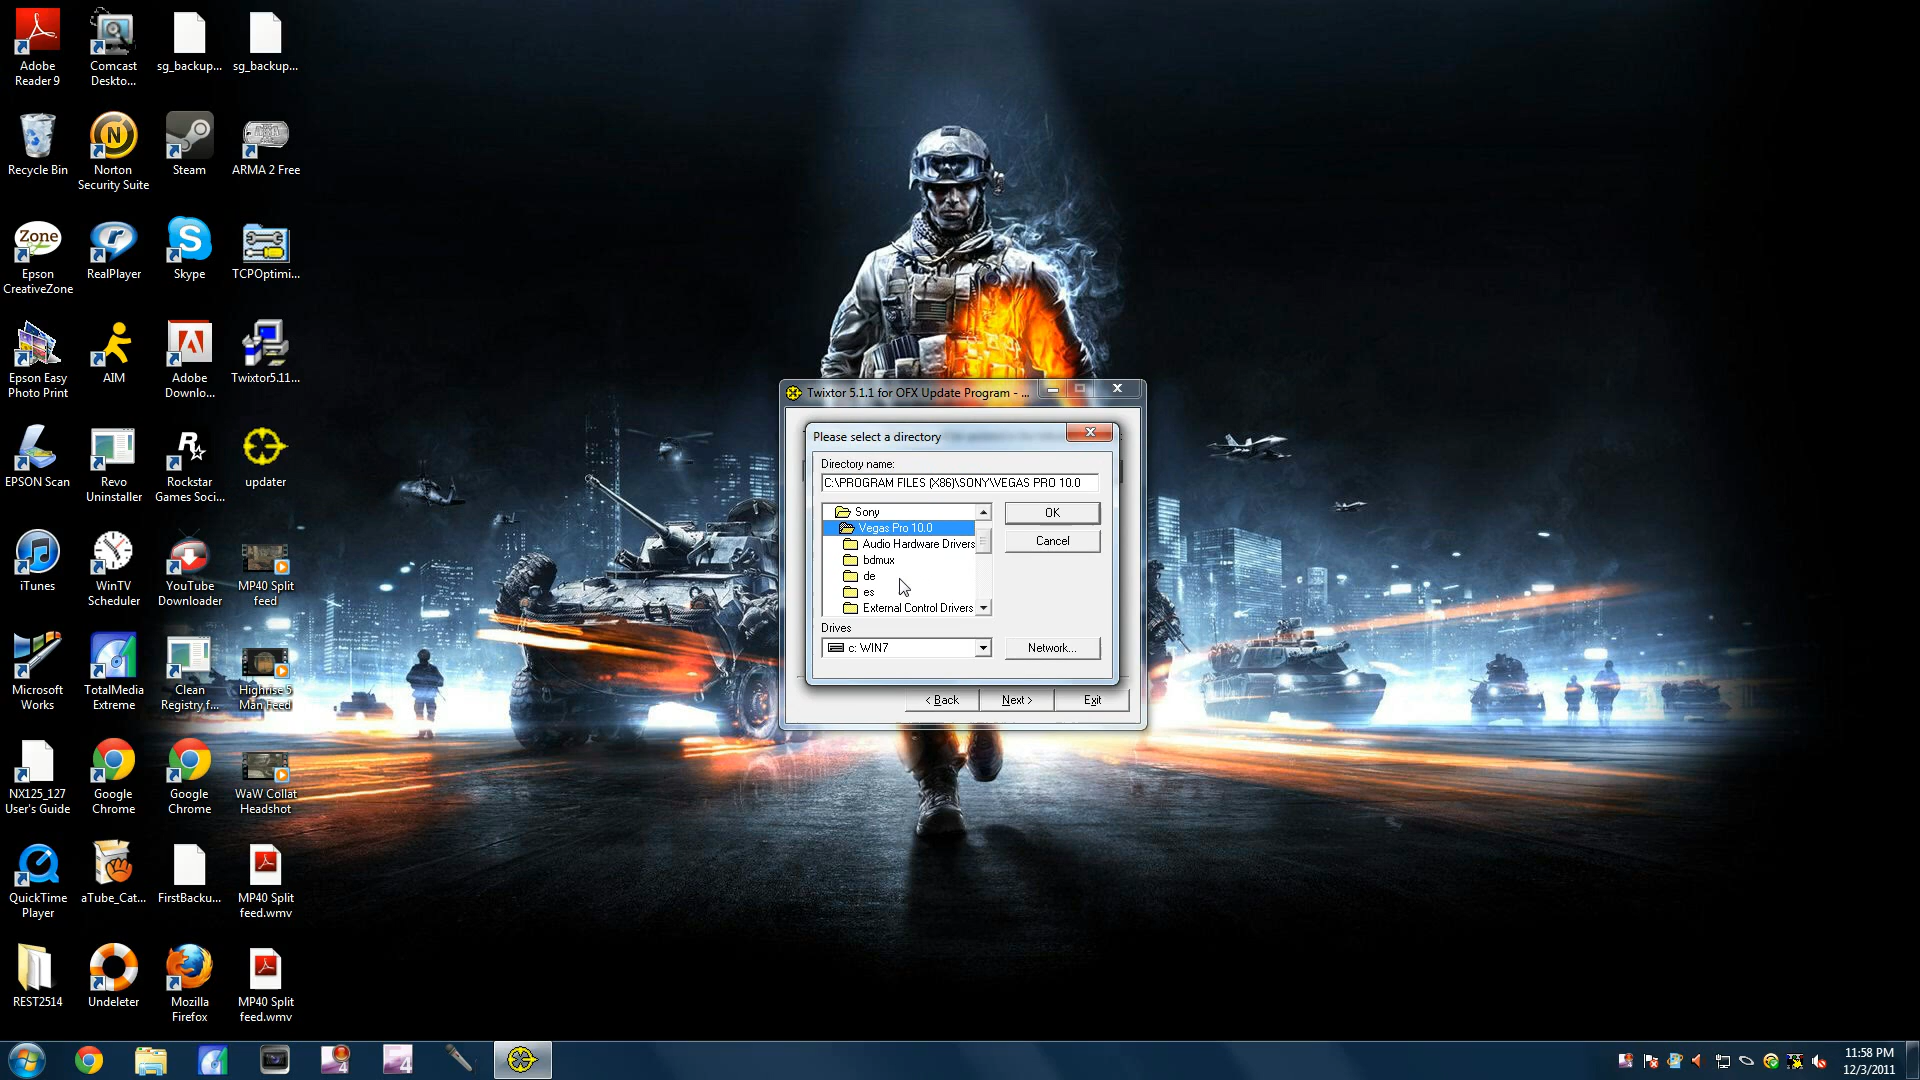 Adobe
Reader 9
Comcast
Deskto...
sg_backup...
sg_backup...
Recycle Bin
Norton
Security Suite
Steam
ARMA 2 Free
Zone
Epson
CreativeZone
RealPlayer
Skype
TCPOptimi...
Epson Easy
Photo Print
AIM
Adobe
Downlo...
Twixtor5.11...
EPSON Scan
Revo
Uninstaller
Rockstar
Games Soci...
updater
iTunes
WinTV
Scheduler
YouTube
Downloader
MP40 Split
feed
Microsoft
Works
TotalMedia
Extreme
Clean
Registry f...
Highrise 5
Man Feed
NX125_127
User's Guide
Google
Chrome
Google
Chrome
WaW Collat
Headshot
QuickTime
Player
aTube_Cat...
FirstBacku...
MP40 Split
feed.wmv
REST2514
Undeleter
Mozilla
Firefox
MP40 Split
feed.wmv
Twixtor 5.1.1 for OFX Update Program - ...
Please select a directory
Directory name:
C:\PROGRAM FILES (X86)\SONY\VEGAS PRO 10.0
Sony
Vegas Pro 10.0
Audio Hardware Drivers
bdmux
de
es
External Control Drivers
OK
Cancel
Drives
c: WIN7
Network...
< Back
Next >
Exit
11:58 PM
12/3/2011